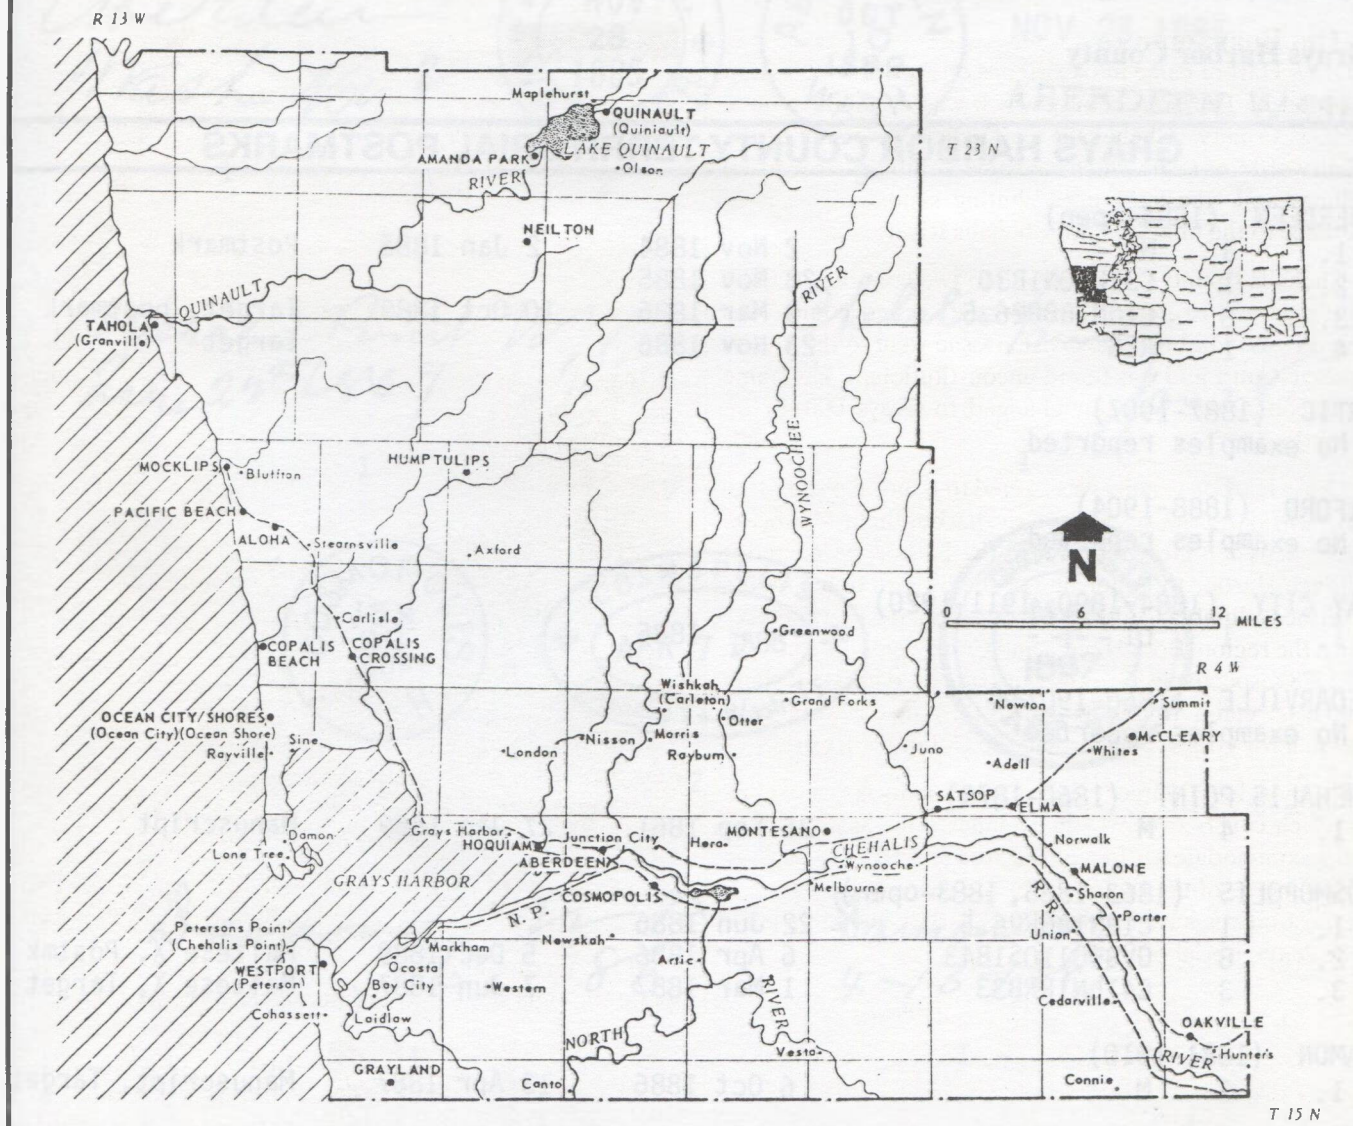 R 13 W
Maplehurst
QUINAULT
(Quiniault)
LAKE QUINAULT
T 23 N
AMANDA PARK
Olson
RIVER
NEILTON
RIVER
QUINAULT
TAHOLA
(Granville)
WYNOOCHEE
MOCKLIPS
HUMPTULIPS
PACIFIC BEACH
ALOHA
Stearnsville
Axford
N
0 6 12 MILES
Carlisle
Greenwood
COPALIS
BEACH
COPALIS
CROSSING
R 4 W
Wishkah
(Carleton)
Grand Forks
Newton
Summit
OCEAN CITY/SHORES
(Ocean City)(Ocean Shore)
Otter
McCLEARY
Rayville
Sine
London
Nisson
Morris
Rayburn
Juno
Whites
Adell
SATSOP
ELMA
Grays Harbor
HOQUIAM
Junction City
MONTESANO
Damon
Hera
CHEHALIS
Norwalk
Lone Tree
ABERDEEN
Wynooche
MALONE
GRAYS HARBOR
COSMOPOLIS
Melbourne
Sharon
N.P.
R R
Porter
Petersons Point
(Chehalis Point)
Markham
Newskah
Union
WESTPORT
(Peterson)
Ocosta
Artic
Bay City
Western
RIVER
Cedarville
Cohassett
Laidlaw
NORTH
OAKVILLE
Vesta
Hunters
RIVER
GRAYLAND
Canto
Connie
T 15 N